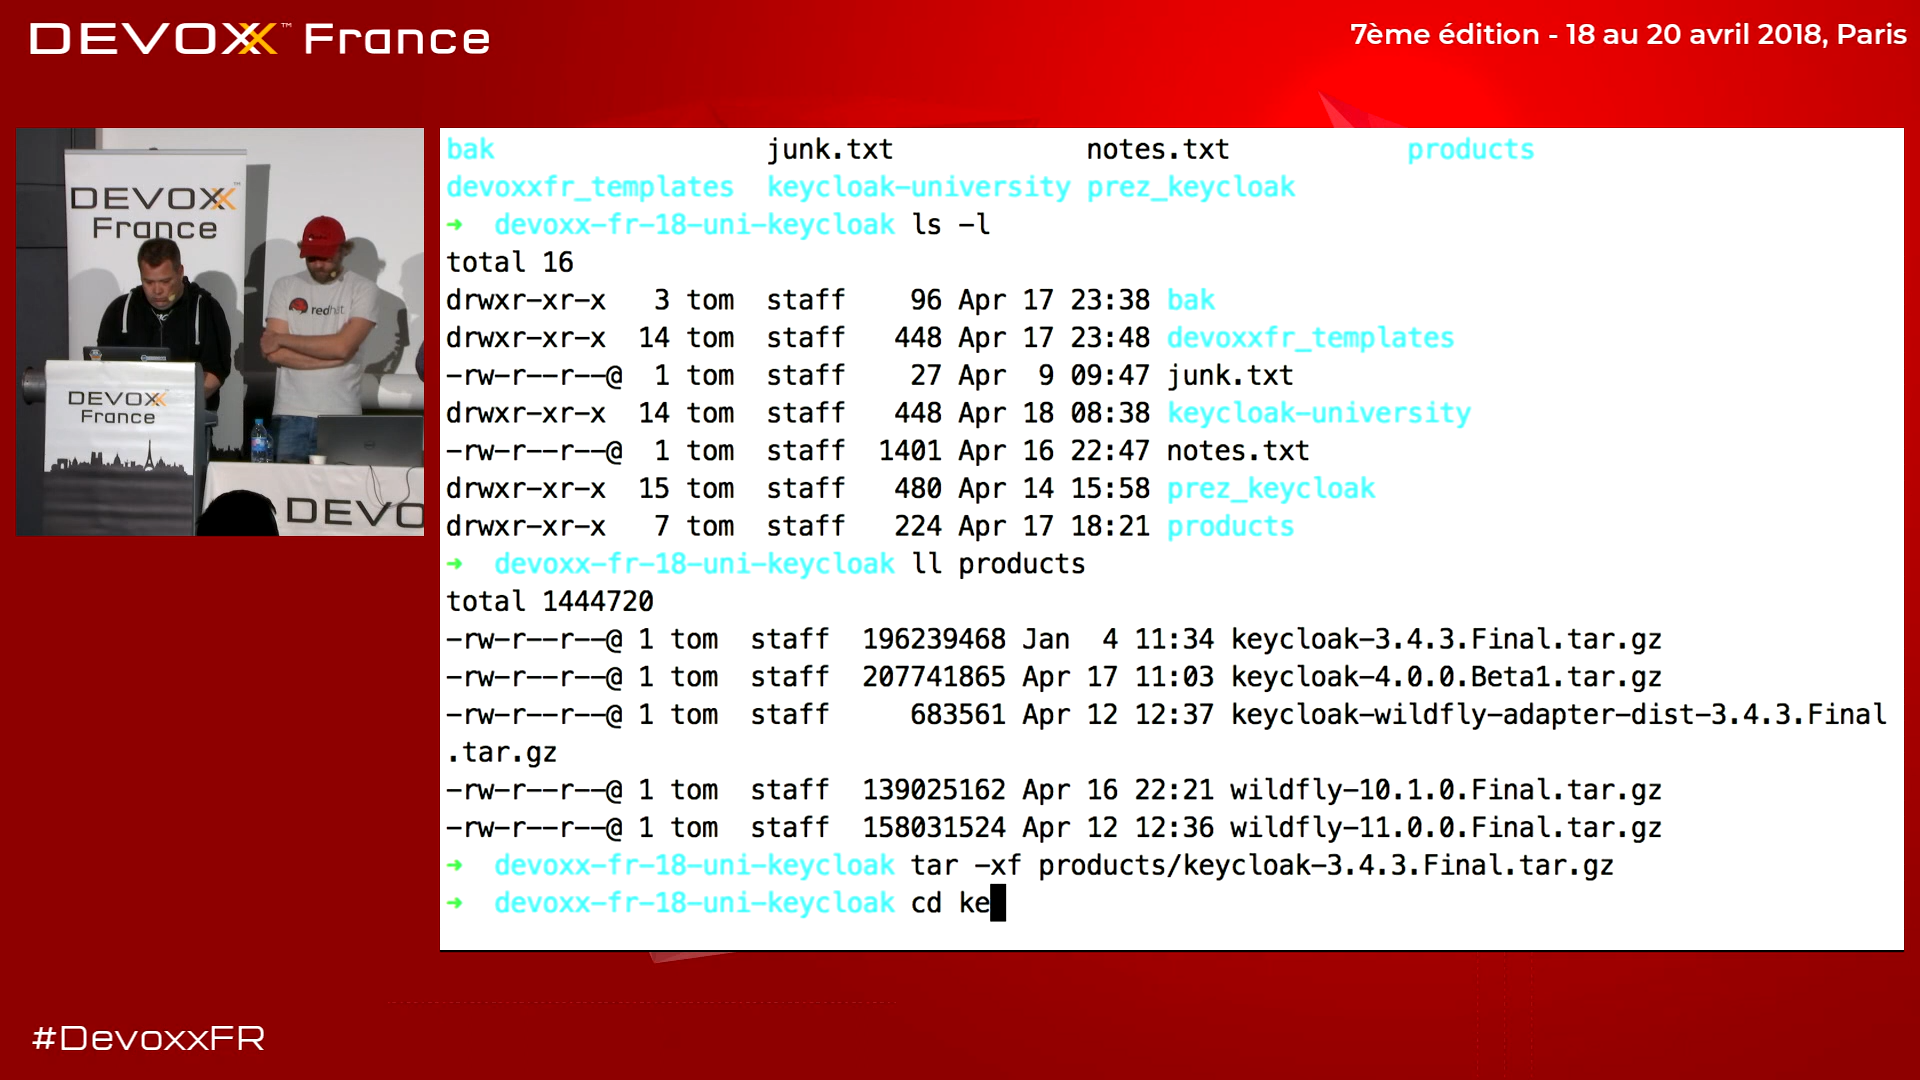 DEVOXX™ France
7ème édition - 18 au 20 avril 2018, Paris
DEVOXX
France
redhat
DEVOXX
France
DEVO
bak junk.txt notes.txt products
devoxxfr_templates keycloak-university prez_keycloak
➜ devoxx-fr-18-uni-keycloak ls -l
total 16
drwxr-xr-x 3 tom staff 96 Apr 17 23:38 bak
drwxr-xr-x 14 tom staff 448 Apr 17 23:48 devoxxfr_templates
-rw-r--r--@ 1 tom staff 27 Apr 9 09:47 junk.txt
drwxr-xr-x 14 tom staff 448 Apr 18 08:38 keycloak-university
-rw-r--r--@ 1 tom staff 1401 Apr 16 22:47 notes.txt
drwxr-xr-x 15 tom staff 480 Apr 14 15:58 prez_keycloak
drwxr-xr-x 7 tom staff 224 Apr 17 18:21 products
➜ devoxx-fr-18-uni-keycloak ll products
total 1444720
-rw-r--r--@ 1 tom staff 196239468 Jan 4 11:34 keycloak-3.4.3.Final.tar.gz
-rw-r--r--@ 1 tom staff 207741865 Apr 17 11:03 keycloak-4.0.0.Beta1.tar.gz
-rw-r--r--@ 1 tom staff 683561 Apr 12 12:37 keycloak-wildfly-adapter-dist-3.4.3.Final
.tar.gz
-rw-r--r--@ 1 tom staff 139025162 Apr 16 22:21 wildfly-10.1.0.Final.tar.gz
-rw-r--r--@ 1 tom staff 158031524 Apr 12 12:36 wildfly-11.0.0.Final.tar.gz
➜ devoxx-fr-18-uni-keycloak tar -xf products/keycloak-3.4.3.Final.tar.gz
➜ devoxx-fr-18-uni-keycloak cd ke
#DevoxxFR